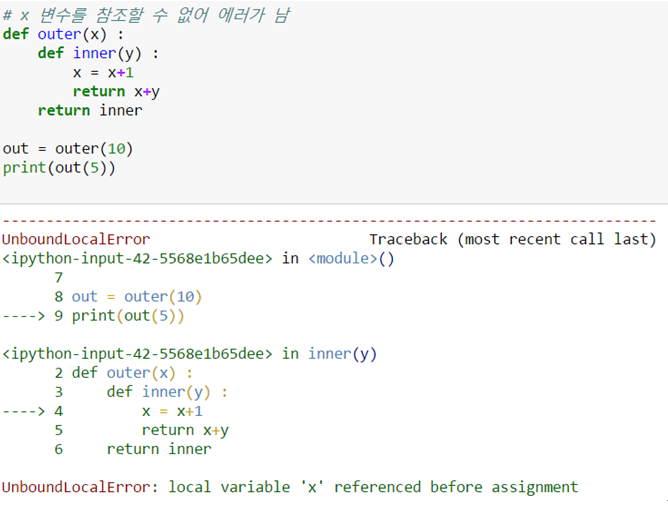 # x 변수를 참조할 수 없어 에러가 남
def outer(x) :
    def inner(y) :
        x = x+1
        return x+y
    return inner

out = outer(10)
print(out(5))

---------------------------------------------------------------------------
UnboundLocalError                         Traceback (most recent call last)
<ipython-input-42-5568e1b65dee> in <module>()
      7 
      8 out = outer(10)
----> 9 print(out(5))

<ipython-input-42-5568e1b65dee> in inner(y)
      2 def outer(x) :
      3     def inner(y) :
----> 4         x = x+1
      5         return x+y
      6     return inner

UnboundLocalError: local variable 'x' referenced before assignment